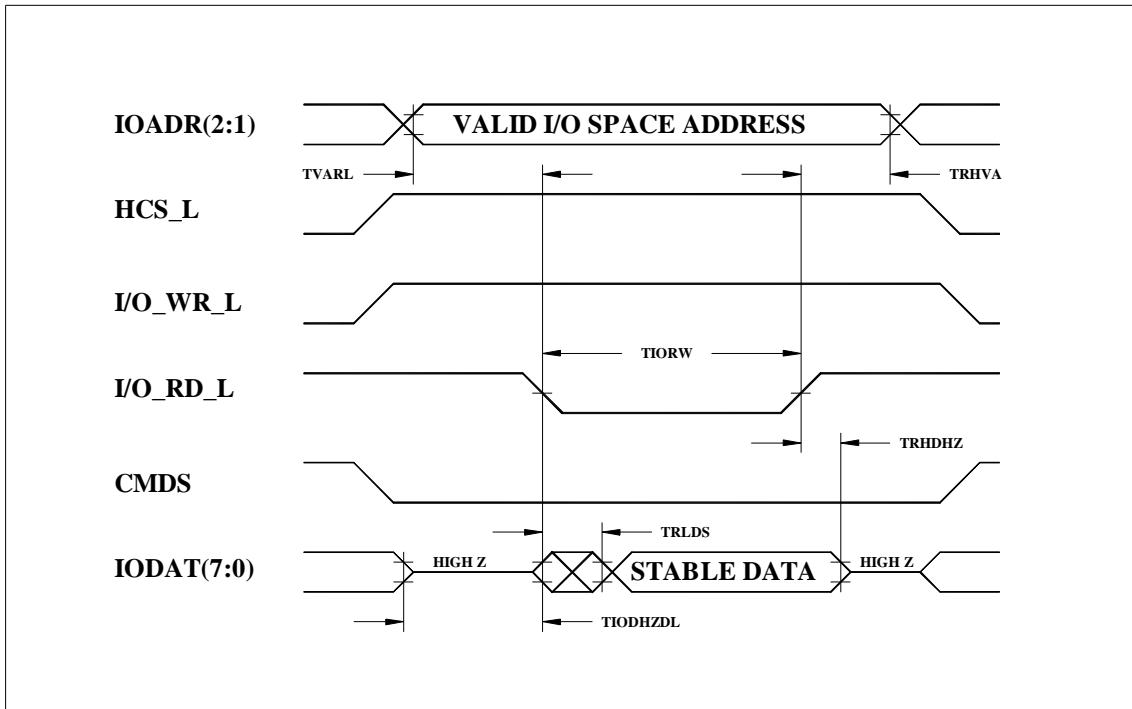 IOADR(2:1)
VALID I/O SPACE ADDRESS
TVARL
TRHVA
HCS_L
I/O_WR_L
TIORW
I/O_RD_L
TRHDHZ
CMDS
TRLDS
IODAT(7:0)
HIGH Z
STABLE DATA
HIGH Z
TIODHZDL